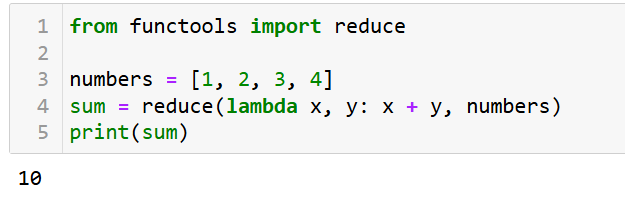 1 from functools import reduce
2
3 numbers = [1, 2, 3, 4]
4 sum = reduce(lambda x, y: x + y, numbers)
5 print(sum)
10